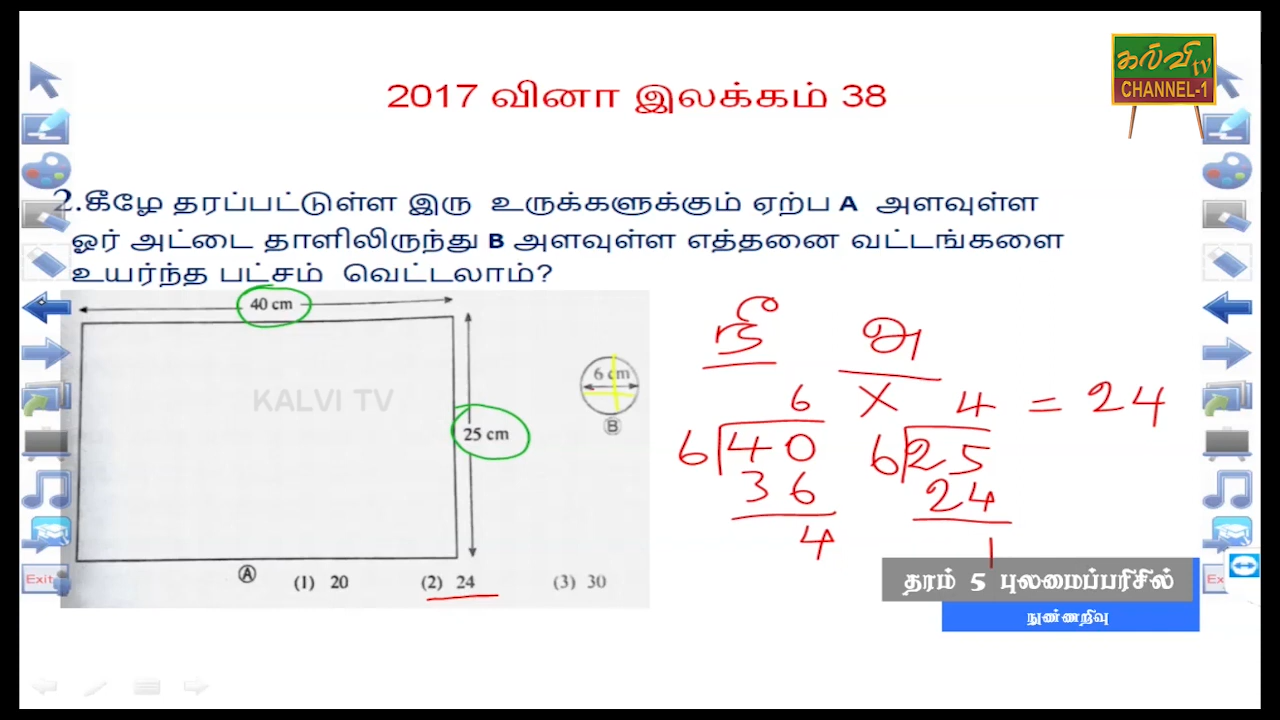 கல்வி tv
CHANNEL-1
2017 வினா இலக்கம் 38
2.கீழே தரப்பட்டுள்ள இரு உருக்களுக்கும் ஏற்ப A அளவுள்ள
ஓர் அட்டை தாளிலிருந்து B அளவுள்ள எத்தனை வட்டங்களை
உயர்ந்த பட்சம் வெட்டலாம்?
40 cm
KALVI TV
25 cm
6 cm
B
A
(1) 20 (2) 24 (3) 30
நீ அ
6 × 4 = 24
6 40 6 25
36 24
4 1
Exit
தரம் 5 புலமைப்பரிசில்
நுண்ணறிவு